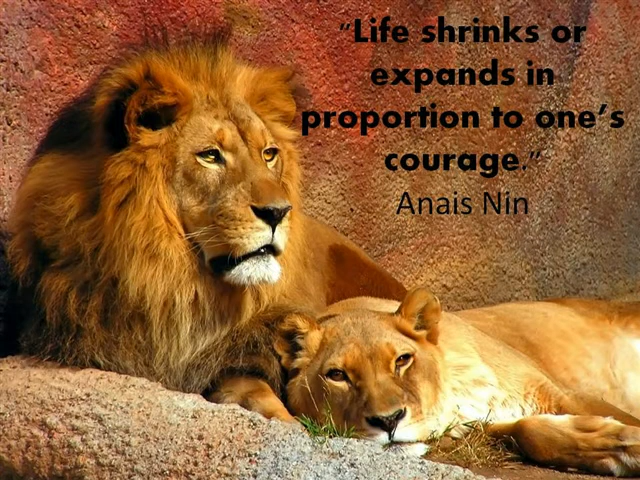 “Life shrinks or
expands in
proportion to one’s
courage.”
Anais Nin